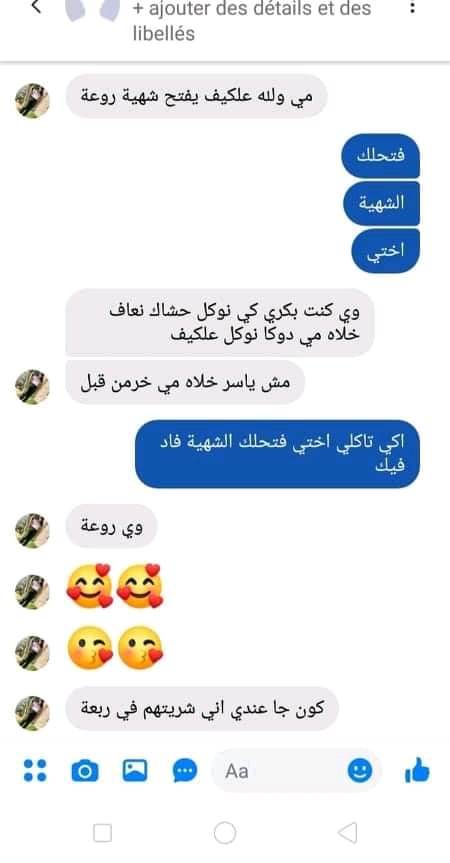 + ajouter des détails et des
libellés
مي ولله علكيف يفتح شهية روعة
فتحلك
الشهية
اختي
وي كنت بكري كي نوكل حشاك نعاف
خلاه مي دوكا نوكل علكيف
مش ياسر خلاه مي خرمن قبل
اكي تاكلي اختي فتحلك الشهية فاد
فيك
وي روعة
كون جا عندي اني شريتهم في ربعة
Aa